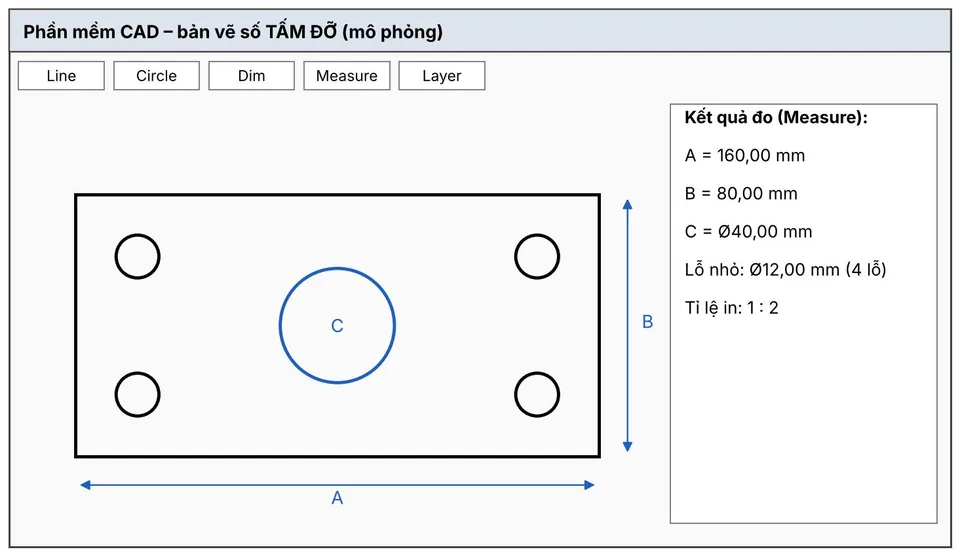 Phần mềm CAD – bản vẽ số TẤM ĐỠ (mô phỏng)
Line Circle Dim Measure Layer
Kết quả đo (Measure):
A = 160,00 mm
B = 80,00 mm
C = Ø40,00 mm
Lỗ nhỏ: Ø12,00 mm (4 lỗ)
Tỉ lệ in: 1 : 2
C
B
A